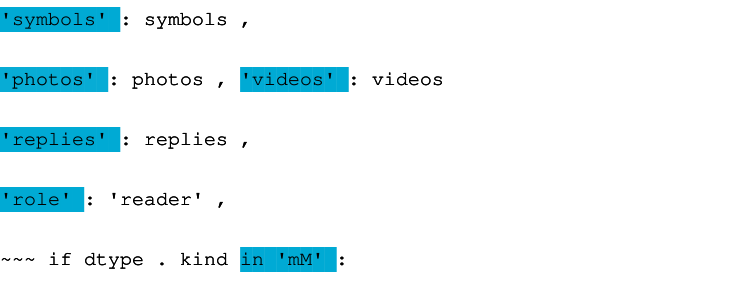 'symbols' : symbols ,
'photos' : photos , 'videos' : videos
'replies' : replies ,
'role' : 'reader' ,
~~~ if dtype . kind in 'mM' :